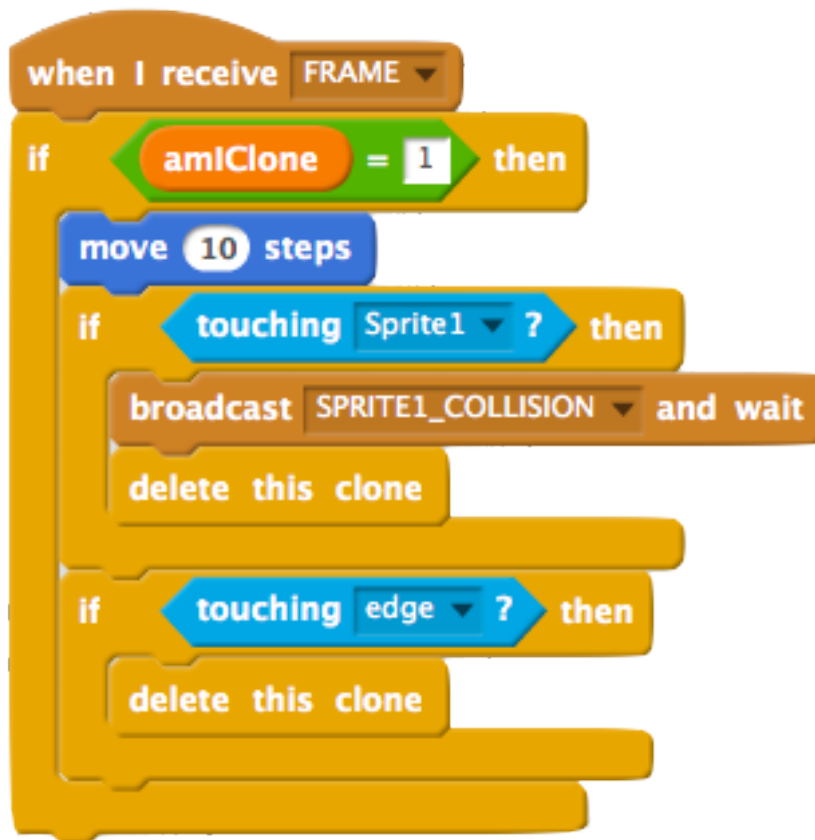 when I receive FRAME
if amIClone = 1 then
move 10 steps
if touching Sprite1 ? then
broadcast SPRITE1_COLLISION and wait
delete this clone
if touching edge ? then
delete this clone